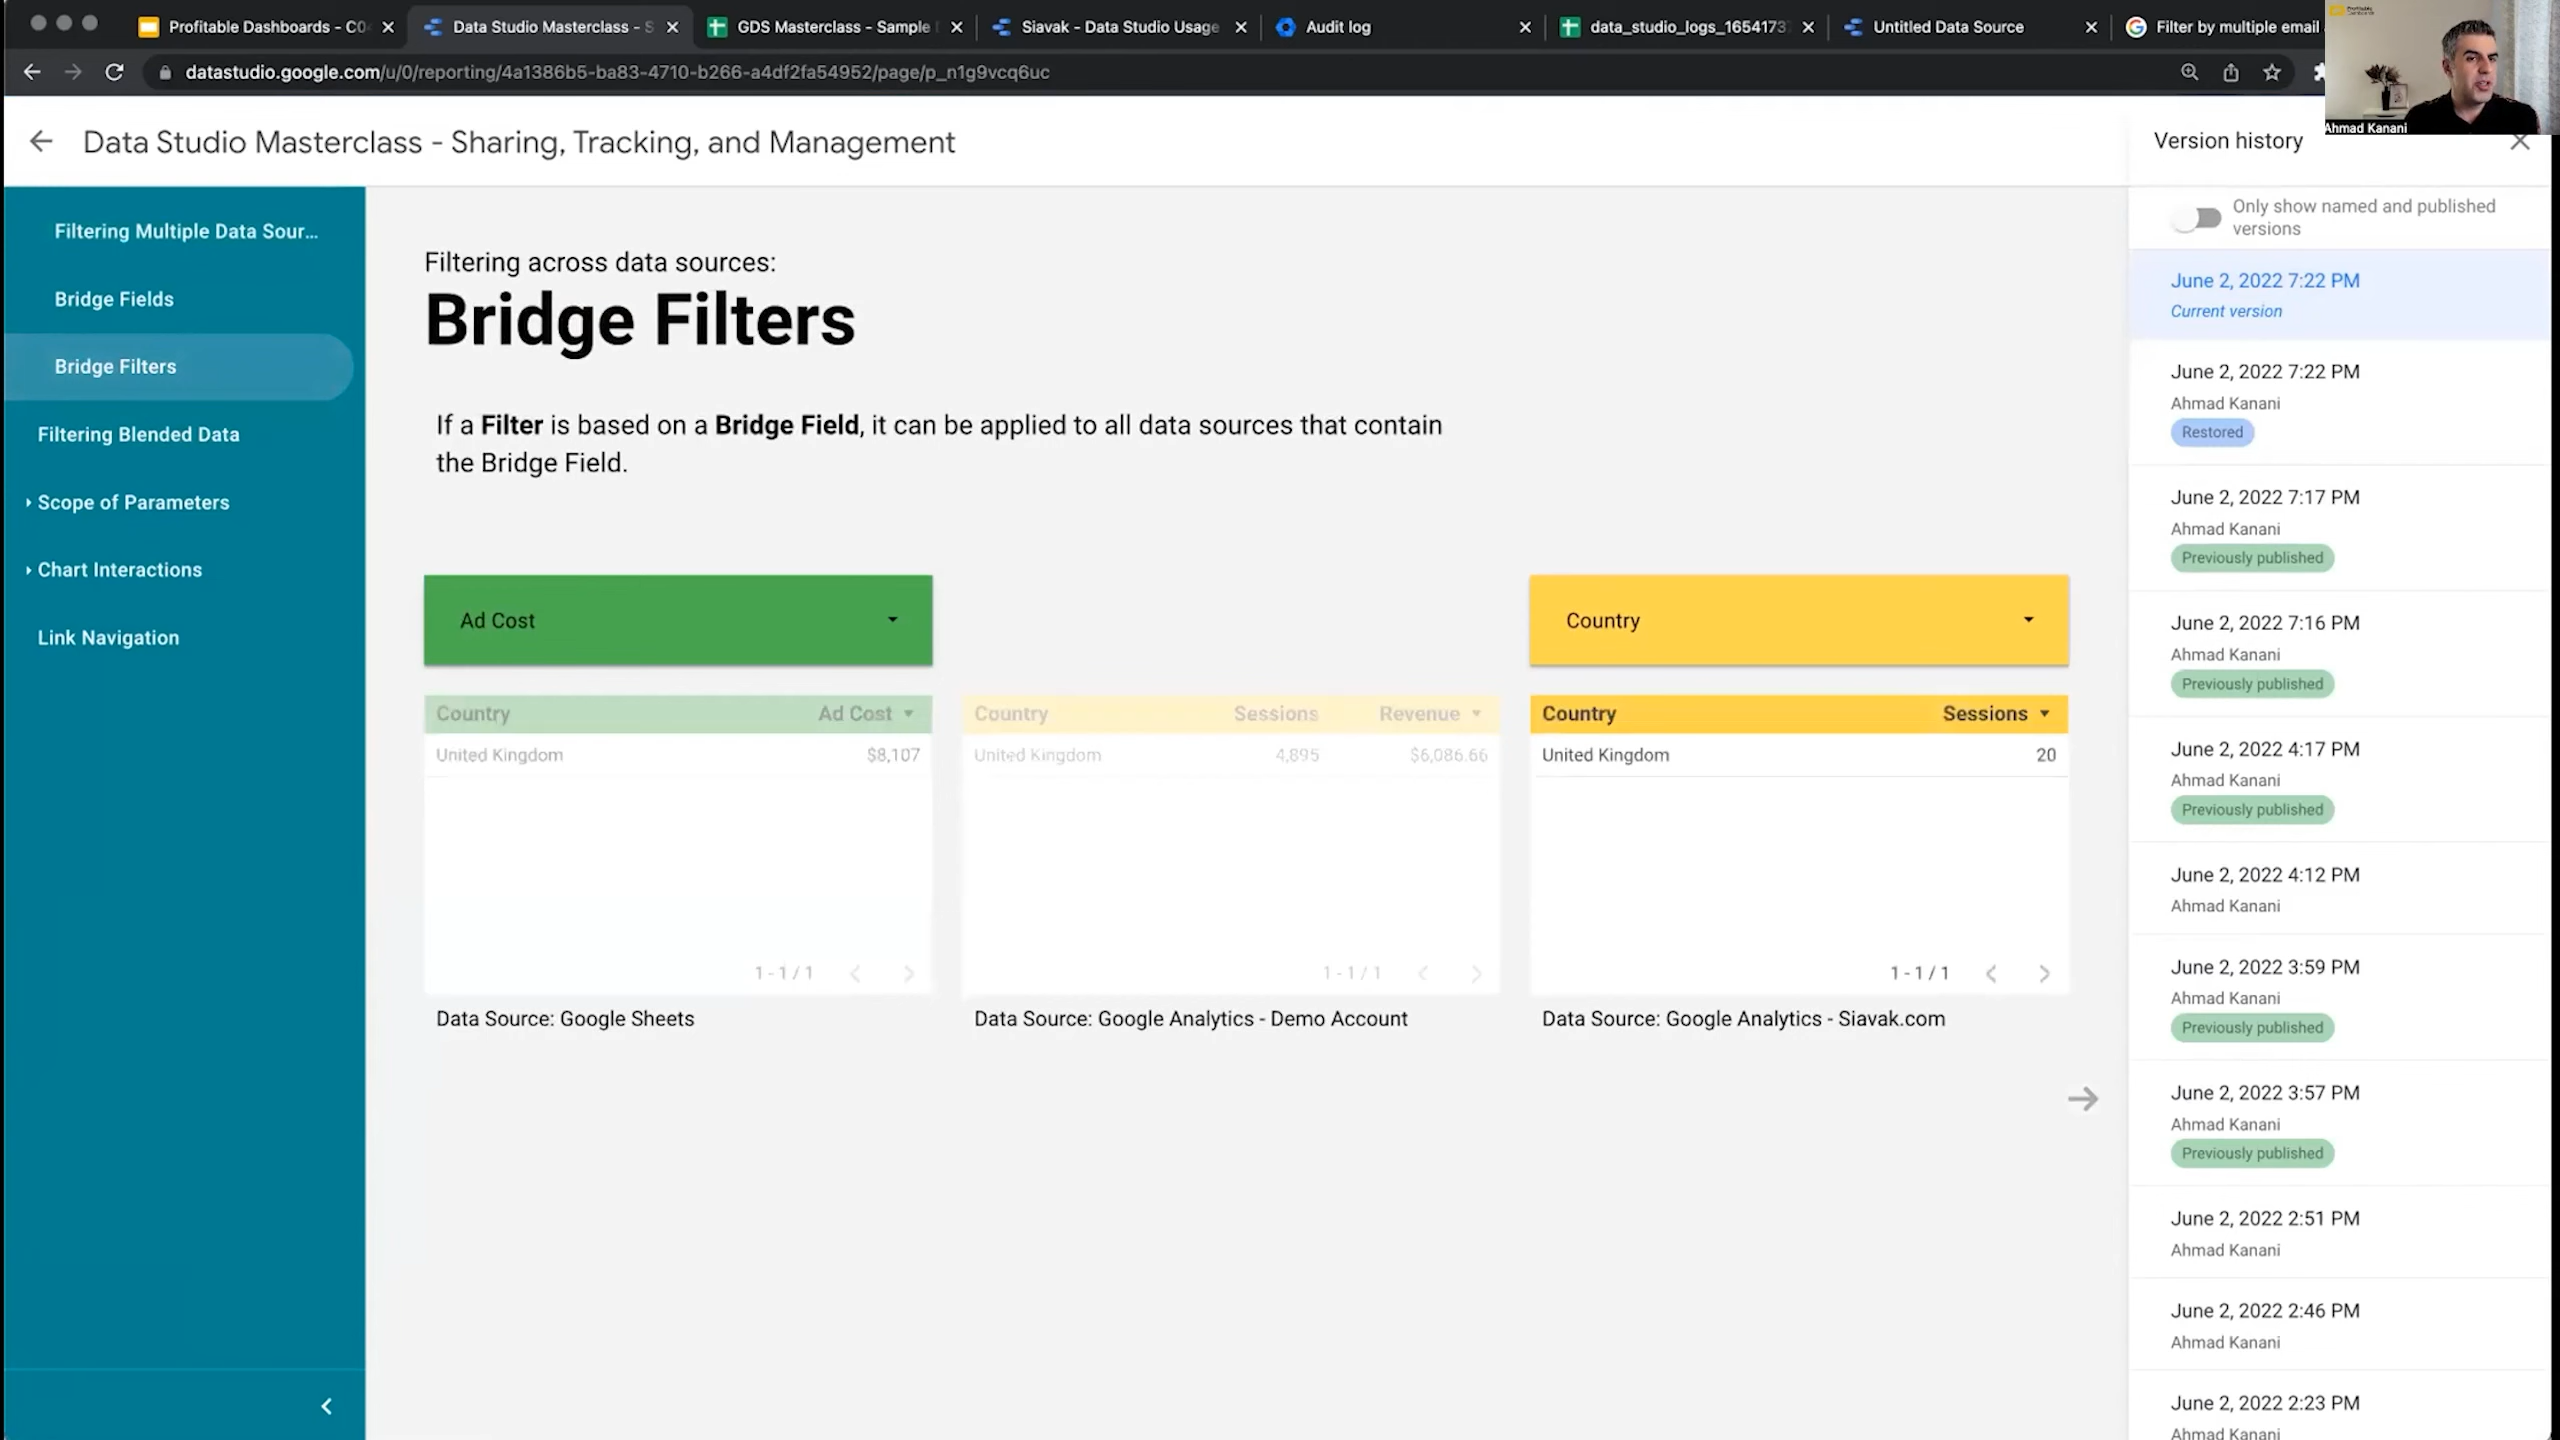 Profitable Dashboards - C0
Data Studio Masterclass - S
GDS Masterclass - Sample
Siavak - Data Studio Usage
Audit log
data_studio_logs_1654173
Untitled Data Source
Filter by multiple email
datastudio.google.com/u/0/reporting/4a1386b5-ba83-4710-b266-a4df2fa54952/page/p_n1g9vcq6uc
Ahmad Kanani
Data Studio Masterclass - Sharing, Tracking, and Management
Filtering Multiple Data Sour...
Bridge Fields
Bridge Filters
Filtering Blended Data
Scope of Parameters
Chart Interactions
Link Navigation
Filtering across data sources:
Bridge Filters
If a Filter is based on a Bridge Field, it can be applied to all data sources that contain
the Bridge Field.
Ad Cost
Country
Country Ad Cost
United Kingdom $8,107
1 - 1 / 1
Data Source: Google Sheets
Country Sessions Revenue
United Kingdom 4,895 $6,086.66
1 - 1 / 1
Data Source: Google Analytics - Demo Account
Country Sessions
United Kingdom 20
1 - 1 / 1
Data Source: Google Analytics - Siavak.com
Version history
Only show named and published
versions
June 2, 2022 7:22 PM
Current version
June 2, 2022 7:22 PM
Ahmad Kanani
Restored
June 2, 2022 7:17 PM
Ahmad Kanani
Previously published
June 2, 2022 7:16 PM
Ahmad Kanani
Previously published
June 2, 2022 4:17 PM
Ahmad Kanani
Previously published
June 2, 2022 4:12 PM
Ahmad Kanani
June 2, 2022 3:59 PM
Ahmad Kanani
Previously published
June 2, 2022 3:57 PM
Ahmad Kanani
Previously published
June 2, 2022 2:51 PM
Ahmad Kanani
June 2, 2022 2:46 PM
Ahmad Kanani
June 2, 2022 2:23 PM
Ahmad Kanani